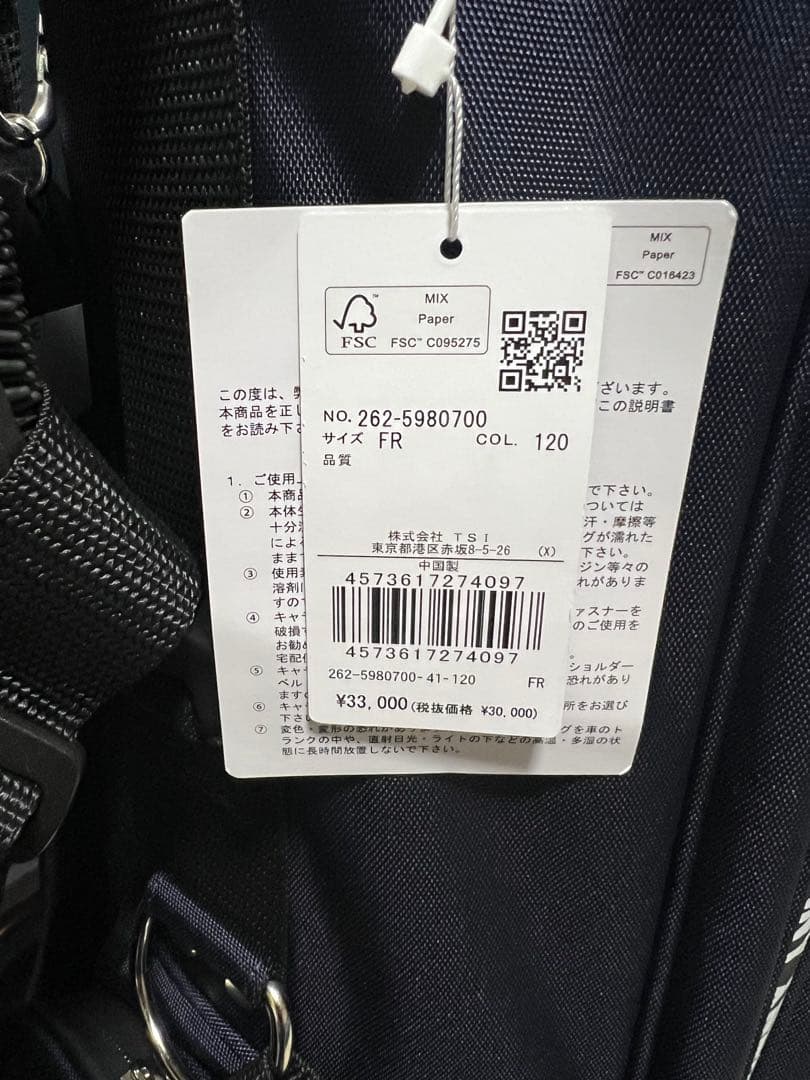 MIX
Paper
FSC™ C016423
FSC
MIX
Paper
FSC™ C095275
NO. 262-5980700
サイズ FR COL. 120
品質
株式会社 TSI
東京都港区赤坂8-5-26 (X)
中国製
4573617274097
4573617274097
262-5980700-41-120 FR
¥33,000(税抜価格 ¥30,000)
この度は、
ざいます。
本商品を正し
この説明書
をお読み下さ
1. ご使用
① 本商品
で下さい。
② 本体
ついては
十分
汗・摩擦等
によ
グが濡れた
まま
下さい。
③ 使用
ジン等々の
溶剤
れがありま
すので
④ キャ
ァスナーを
破損
のご使用を
お勧め
宅配
⑤ キャ
ショルダー
ベル
恐れがあり
ますの
⑥ キャ
所をお選び
下さい
⑦ 変色・変形の恐れがあ
グを車のト
ランクの中や、直射日光・ライトの下などの高温・多湿の状
態に長時間放置しないで下さい。